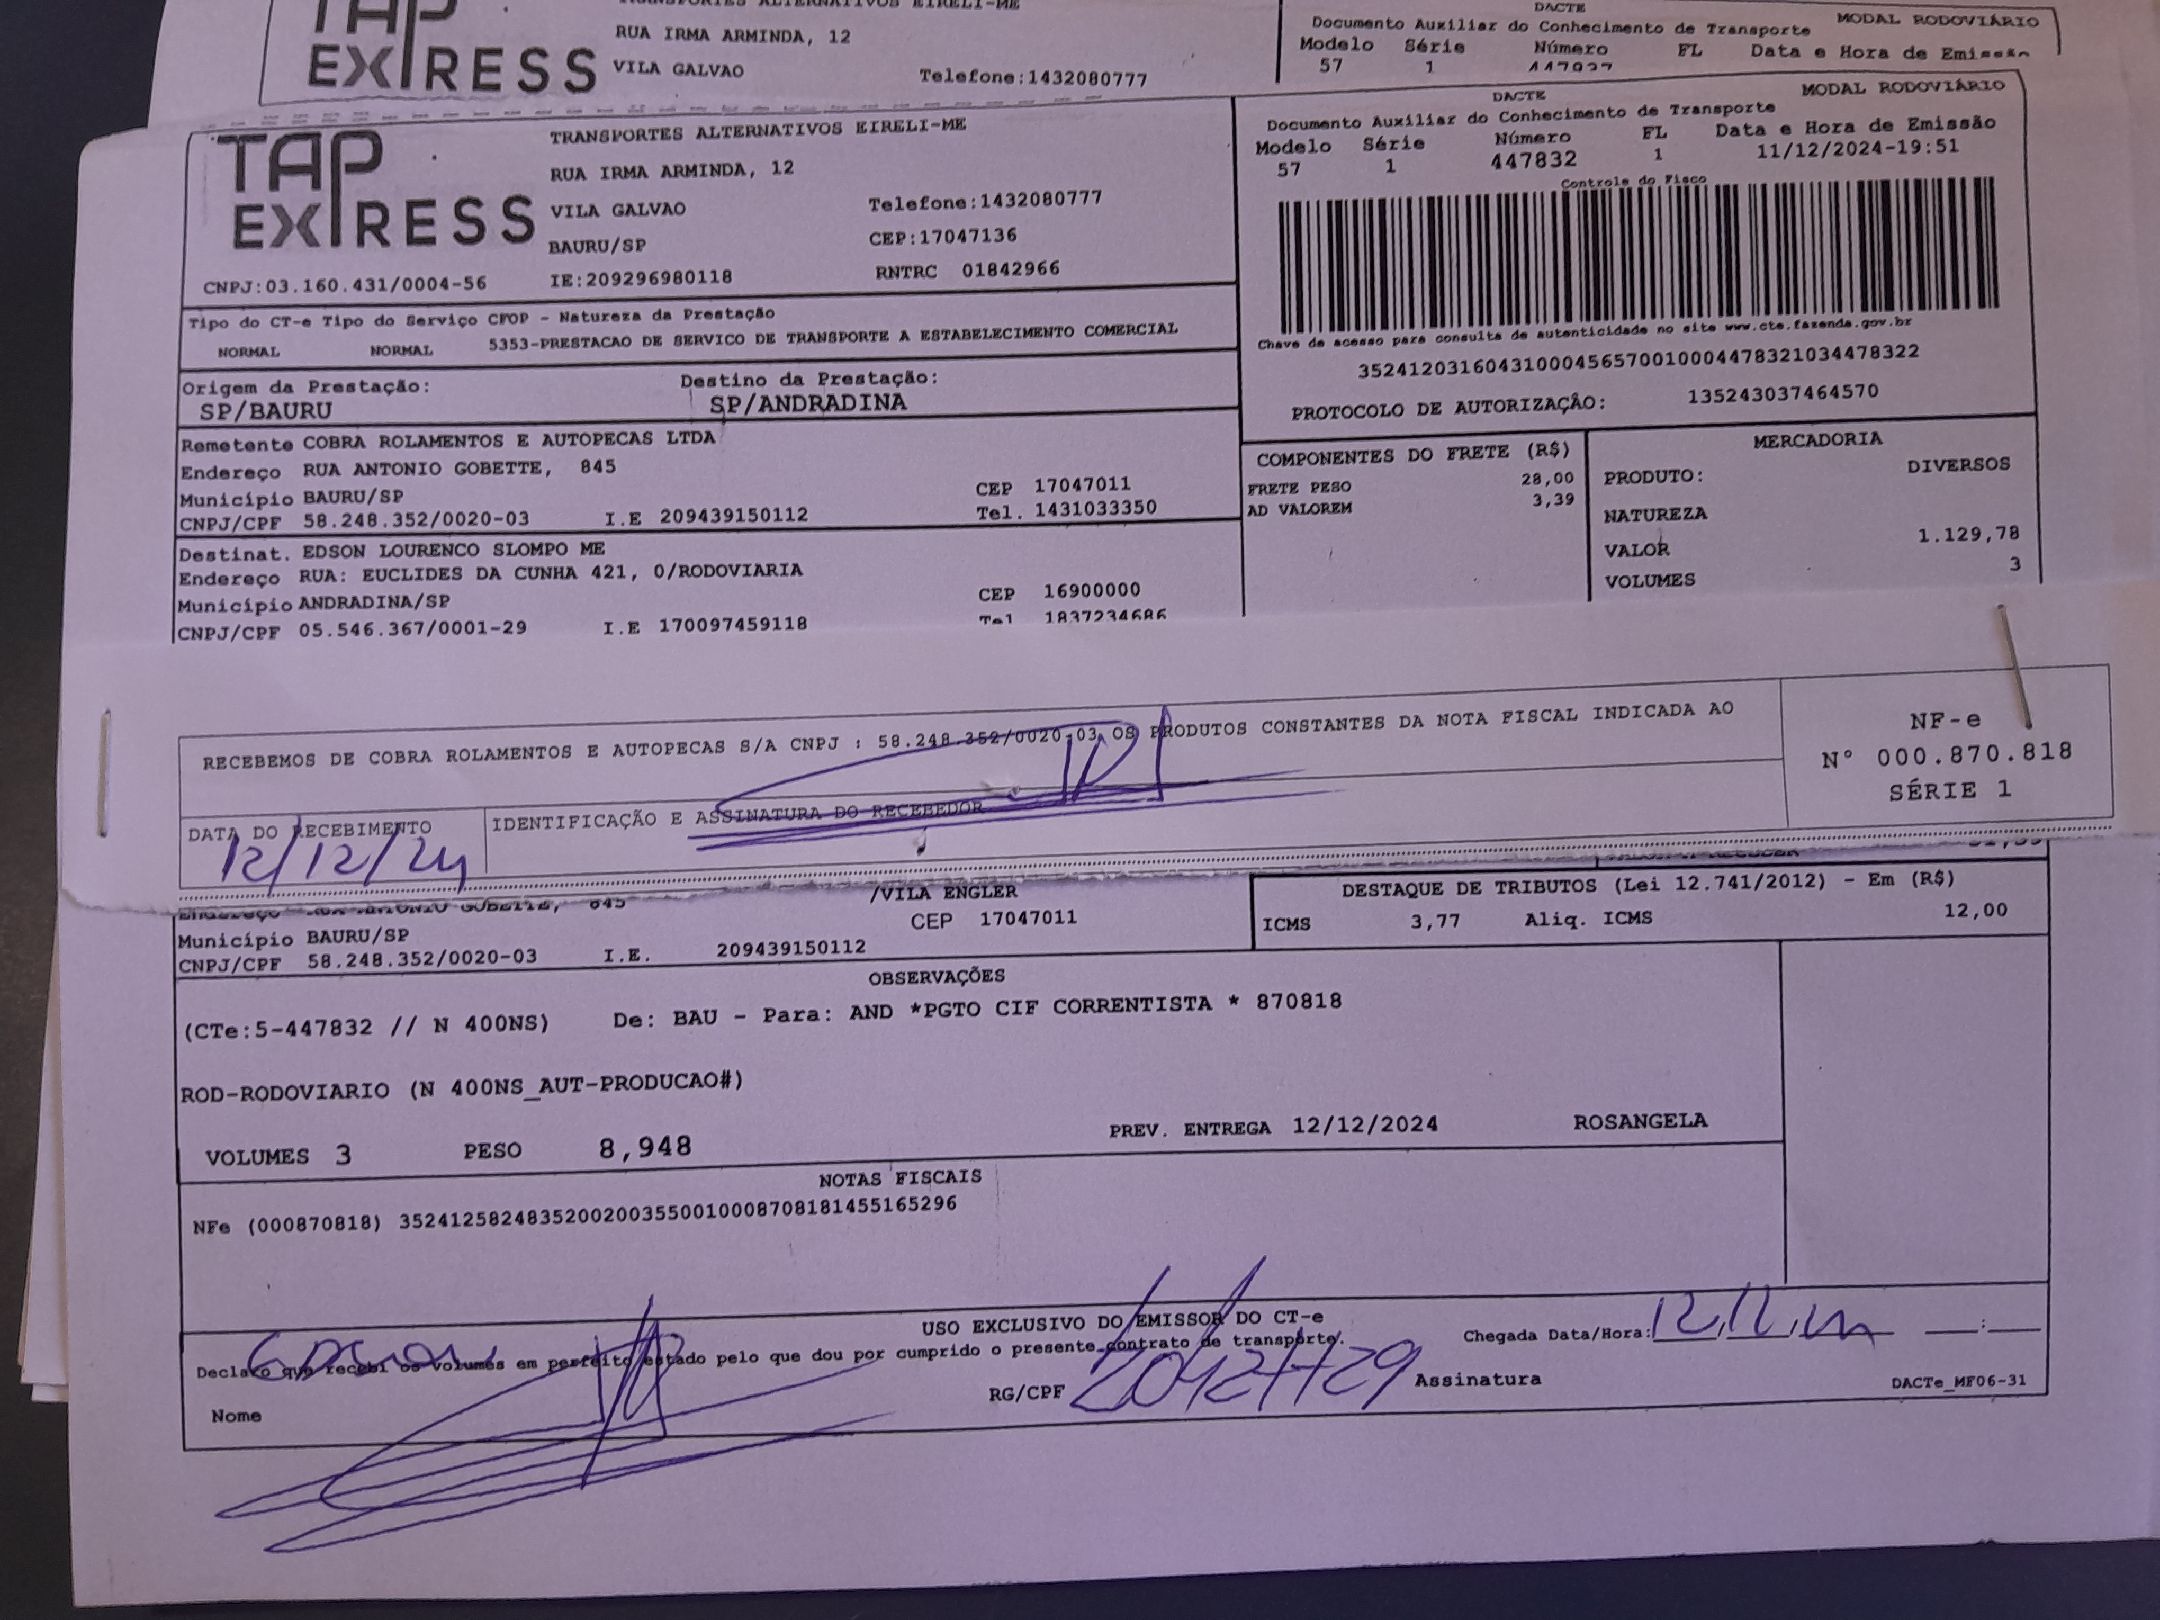 TAP EXPRESS
RUA IRMA ARMINDA, 12
VILA GALVAO
Telefone:1432080777
DACTE
MODAL RODOVIÁRIO
Documento Auxiliar do Conhecimento de Transporte
Modelo Série Número FL Data e Hora de Emissão
57 1
TAP EXPRESS
TRANSPORTES ALTERNATIVOS EIRELI-ME
RUA IRMA ARMINDA, 12
VILA GALVAO Telefone:1432080777
BAURU/SP CEP:17047136
CNPJ:03.160.431/0004-56 IE:209296980118 RNTRC 01842966
DACTE
MODAL RODOVIÁRIO
Documento Auxiliar do Conhecimento de Transporte
Modelo Série Número FL Data e Hora de Emissão
57 1 447832 1 11/12/2024-19:51
Controle do Fisco
Chave de acesso para consulta de autenticidade no site www.cte.fazenda.gov.br
35241203160431000456570010004478321034478322
PROTOCOLO DE AUTORIZAÇÃO: 135243037464570
Tipo do CT-e Tipo do Serviço CFOP - Natureza da Prestação
NORMAL NORMAL 5353-PRESTACAO DE SERVICO DE TRANSPORTE A ESTABELECIMENTO COMERCIAL
Origem da Prestação: Destino da Prestação:
SP/BAURU SP/ANDRADINA
Remetente COBRA ROLAMENTOS E AUTOPECAS LTDA
Endereço RUA ANTONIO GOBETTE, 845
Município BAURU/SP CEP 17047011
CNPJ/CPF 58.248.352/0020-03 I.E 209439150112 Tel. 1431033350
Destinat. EDSON LOURENCO SLOMPO ME
Endereço RUA: EUCLIDES DA CUNHA 421, 0/RODOVIARIA
Município ANDRADINA/SP CEP 16900000
CNPJ/CPF 05.546.367/0001-29 I.E 170097459118 Tel 1837234686
COMPONENTES DO FRETE (R$)
FRETE PESO 28,00
AD VALOREM 3,39
MERCADORIA
PRODUTO: DIVERSOS
NATUREZA
VALOR 1.129,78
VOLUMES 3
RECEBEMOS DE COBRA ROLAMENTOS E AUTOPECAS S/A CNPJ : 58.248.352/0020-03 OS PRODUTOS CONSTANTES DA NOTA FISCAL INDICADA AO
NF-e
N° 000.870.818
SÉRIE 1
DATA DO RECEBIMENTO IDENTIFICAÇÃO E ASSINATURA DO RECEBEDOR
12/12/24
Endereço RUA ANTONIO GOBETTE, 845 /VILA ENGLER
Município BAURU/SP CEP 17047011
CNPJ/CPF 58.248.352/0020-03 I.E. 209439150112
DESTAQUE DE TRIBUTOS (Lei 12.741/2012) - Em (R$)
ICMS 3,77 Aliq. ICMS 12,00
OBSERVAÇÕES
(CTe:5-447832 // N 400NS) De: BAU - Para: AND *PGTO CIF CORRENTISTA * 870818
ROD-RODOVIARIO (N 400NS_AUT-PRODUCAO#)
VOLUMES 3 PESO 8,948 PREV. ENTREGA 12/12/2024 ROSANGELA
NOTAS FISCAIS
NFe (000870818) 35241258248352002003550010008708181455165296
USO EXCLUSIVO DO EMISSOR DO CT-e
Declaro que recebi os volumes em perfeito estado pelo que dou por cumprido o presente contrato de transporte.
Chegada Data/Hora: __:__
Nome RG/CPF Assinatura
DACTe_MF06-31